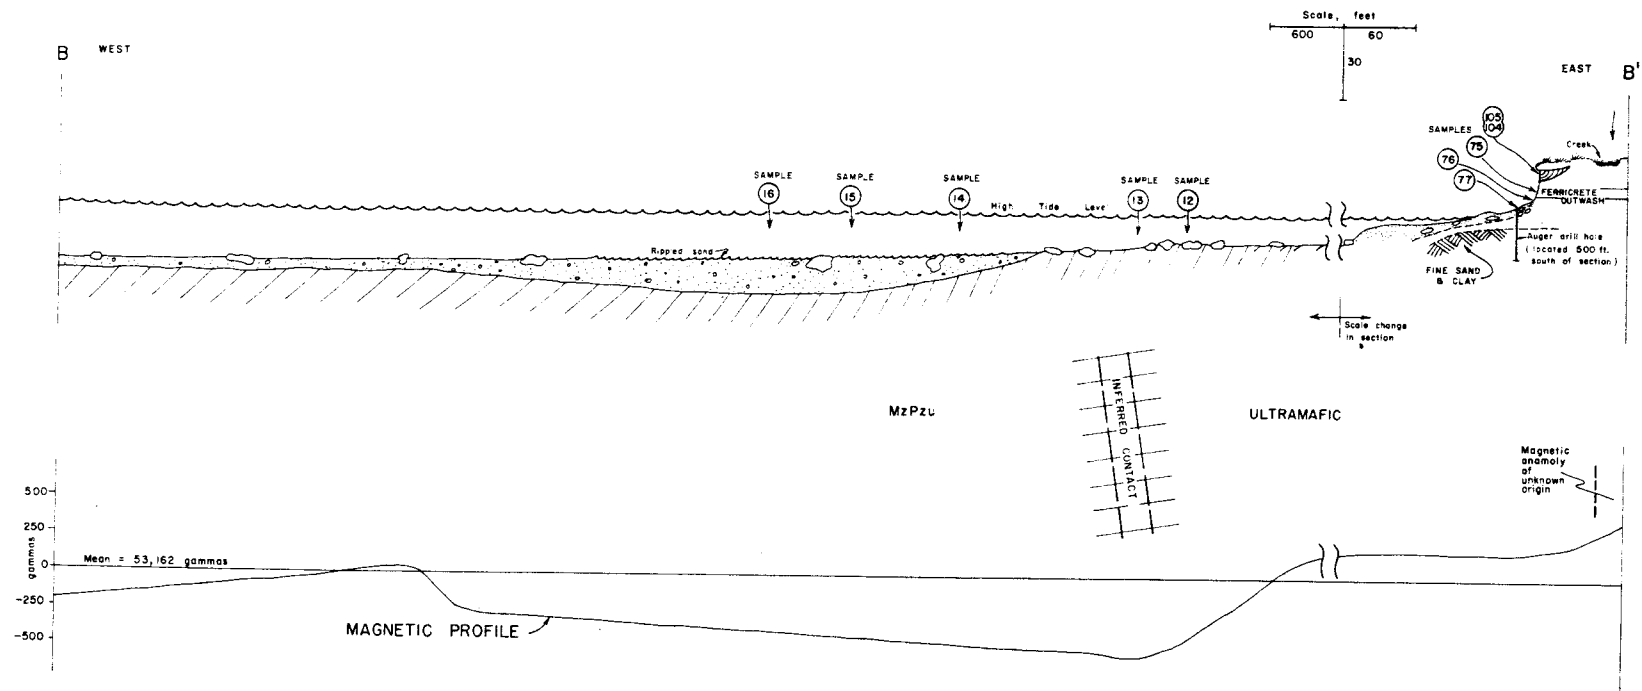 Scale, feet
600 60
30
B WEST
EAST B'
105
104
SAMPLES
75
76
77
Creek
SAMPLE
16
SAMPLE
15
SAMPLE
14
SAMPLE
13
SAMPLE
12
High Tide Level
FERRICRETE
OUTWASH
Rippled sand
Auger drill hole
(located 500 ft.
south of section)
FINE SAND
& CLAY
Scale change
in section
INFERRED CONTACT
MzPzu
ULTRAMAFIC
Magnetic
anamoly
of
unknown
origin
500
250
0
-250
-500
gammas
Mean = 53,162 gammas
MAGNETIC PROFILE